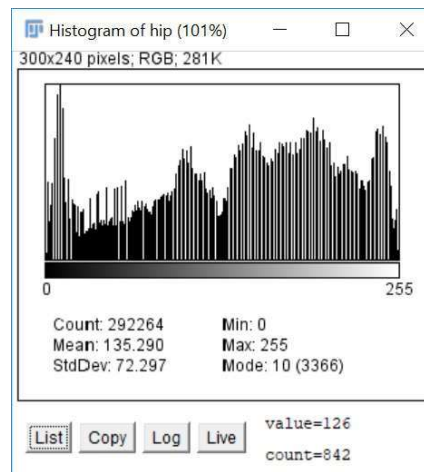 Histogram of hip (101%)
300x240 pixels; RGB; 281K
0 255
Count: 292264 Min: 0
Mean: 135.290 Max: 255
StdDev: 72.297 Mode: 10 (3366)
List Copy Log Live value=126
count=842